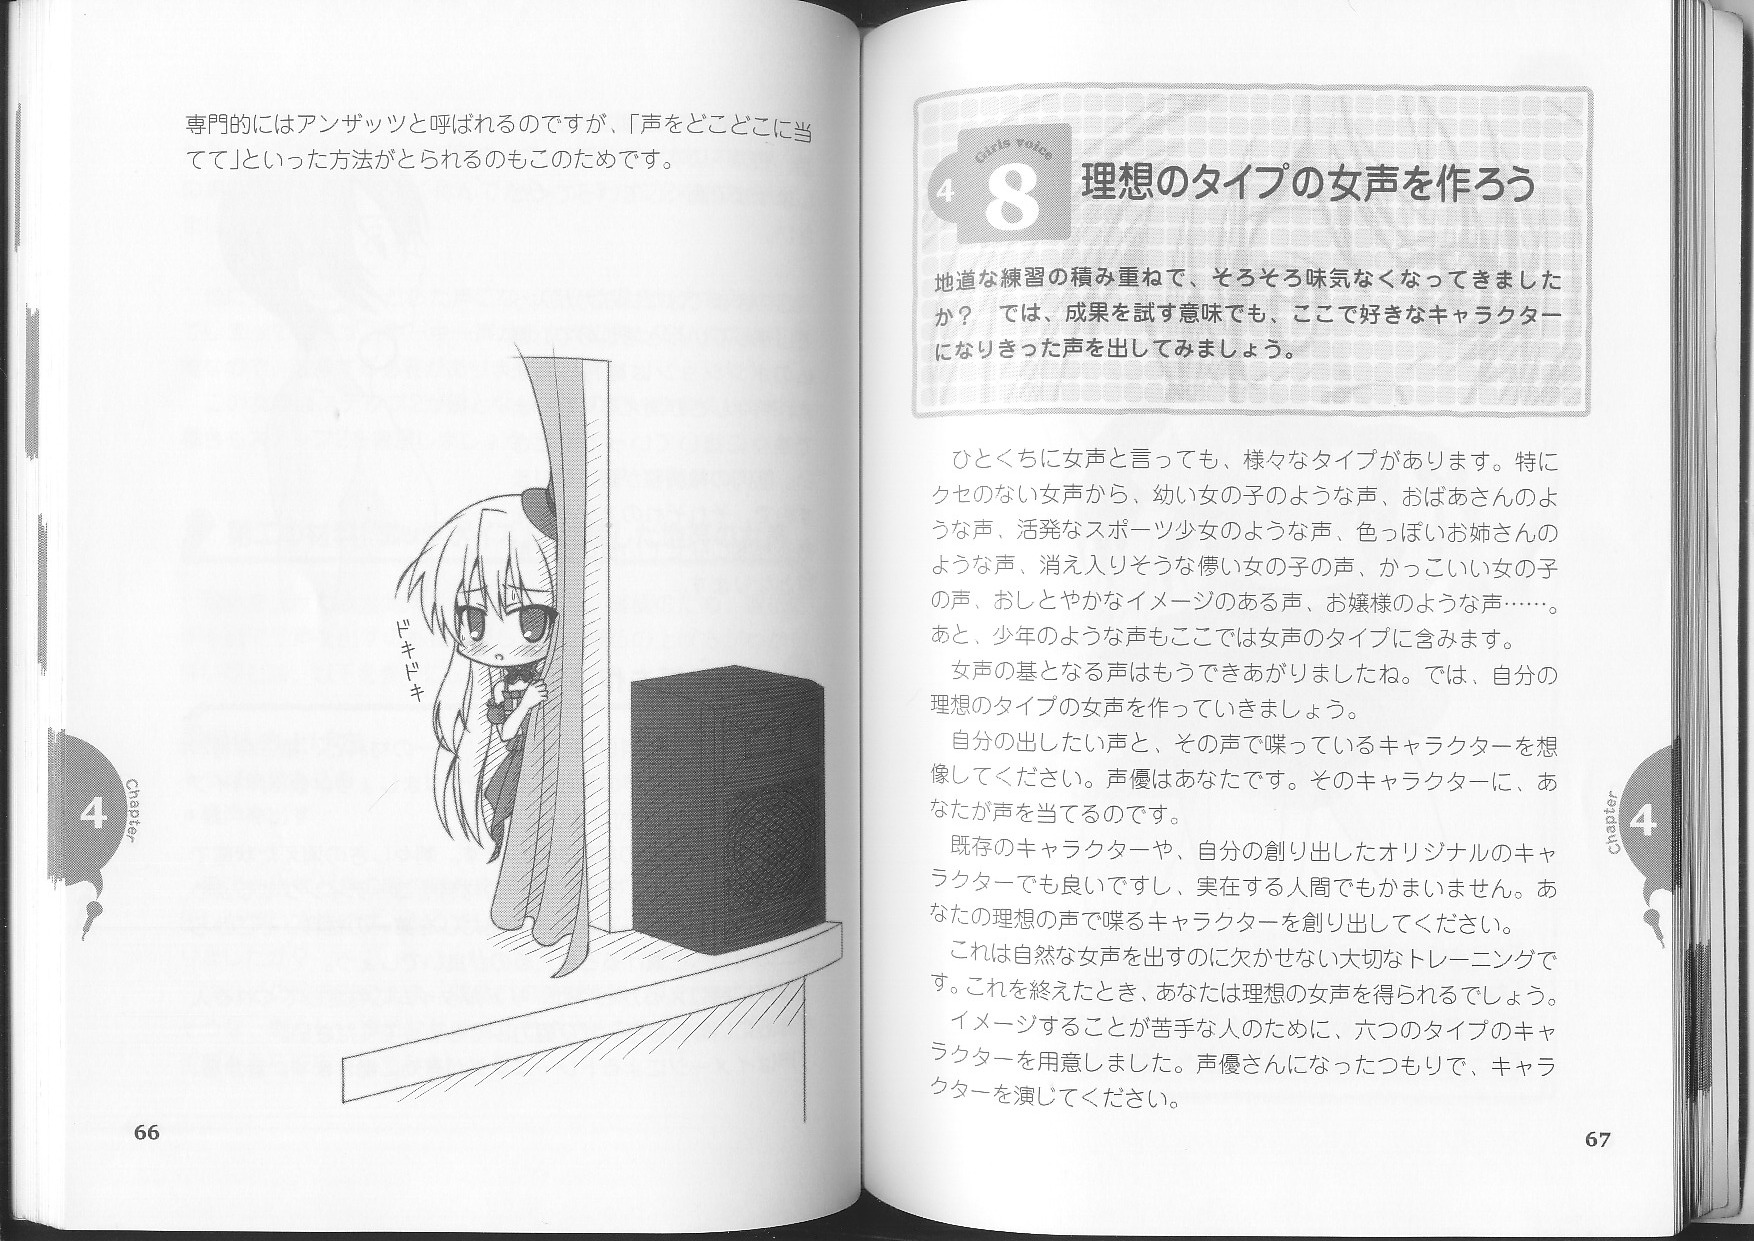 専門的にはアンザッツと呼ばれるのですが、「声をどこどこに当
てて」といった方法がとられるのもこのためです。
ドキドキ
4
Chapter
66
Girls voice
4
8
理想のタイプの女声を作ろう
地道な練習の積み重ねで、そろそろ味気なくなってきました
か?　では、成果を試す意味でも、ここで好きなキャラクター
になりきった声を出してみましょう。
ひとくちに女声と言っても、様々なタイプがあります。特に
クセのない女声から、幼い女の子のような声、おばあさんのよ
うな声、活発なスポーツ少女のような声、色っぽいお姉さんの
ような声、消え入りそうな儚い女の子の声、かっこいい女の子
の声、おしとやかなイメージのある声、お嬢様のような声……。
あと、少年のような声もここでは女声のタイプに含みます。
女声の基となる声はもうできあがりましたね。では、自分の
理想のタイプの女声を作っていきましょう。
自分の出したい声と、その声で喋っているキャラクターを想
像してください。声優はあなたです。そのキャラクターに、あ
なたが声を当てるのです。
既存のキャラクターや、自分の創り出したオリジナルのキャ
ラクターでも良いですし、実在する人間でもかまいません。あ
なたの理想の声で喋るキャラクターを創り出してください。
これは自然な女声を出すのに欠かせない大切なトレーニングで
す。これを終えたとき、あなたは理想の女声を得られるでしょう。
イメージすることが苦手な人のために、六つのタイプのキャ
ラクターを用意しました。声優さんになったつもりで、キャラ
クターを演じてください。
Chapter
4
67